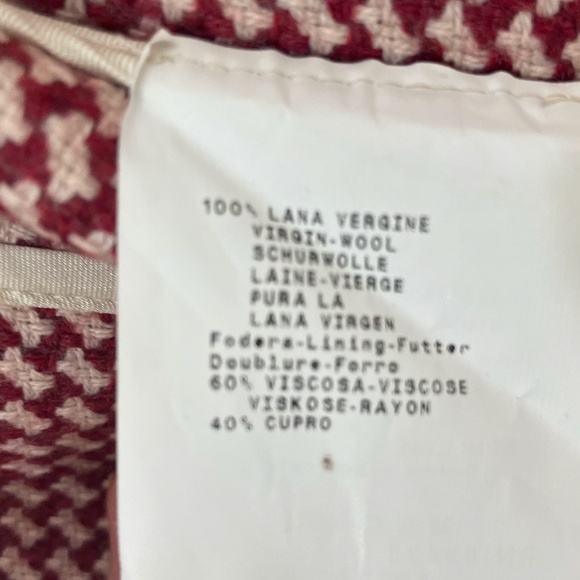 100% LANA VERGINE
VIRGIN-WOOL
SCHURWOLLE
LAINE-VIERGE
PURA LA
LANA VIRGEN
Fodera-Lining-Futter
Doublure-Forro
60% VISCOSA-VISCOSE
VISKOSE-RAYON
40% CUPRO